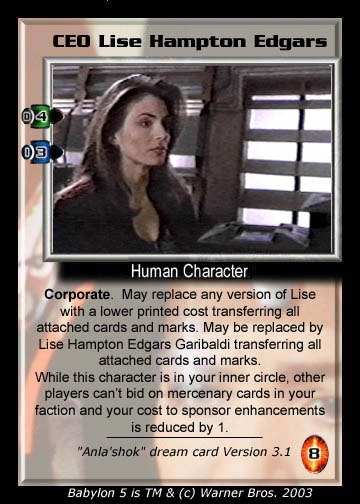 CEO Lise Hampton Edgars
0 4
0 3
Human Character
Corporate. May replace any version of Lise
with a lower printed cost transferring all
attached cards and marks. May be replaced by
Lise Hampton Edgars Garibaldi transferring all
attached cards and marks.
While this character is in your inner circle, other
players can't bid on mercenary cards in your
faction and your cost to sponsor enhancements
is reduced by 1.
"Anla'shok" dream card Version 3.1
8
Babylon 5 is TM & (c) Warner Bros. 2003